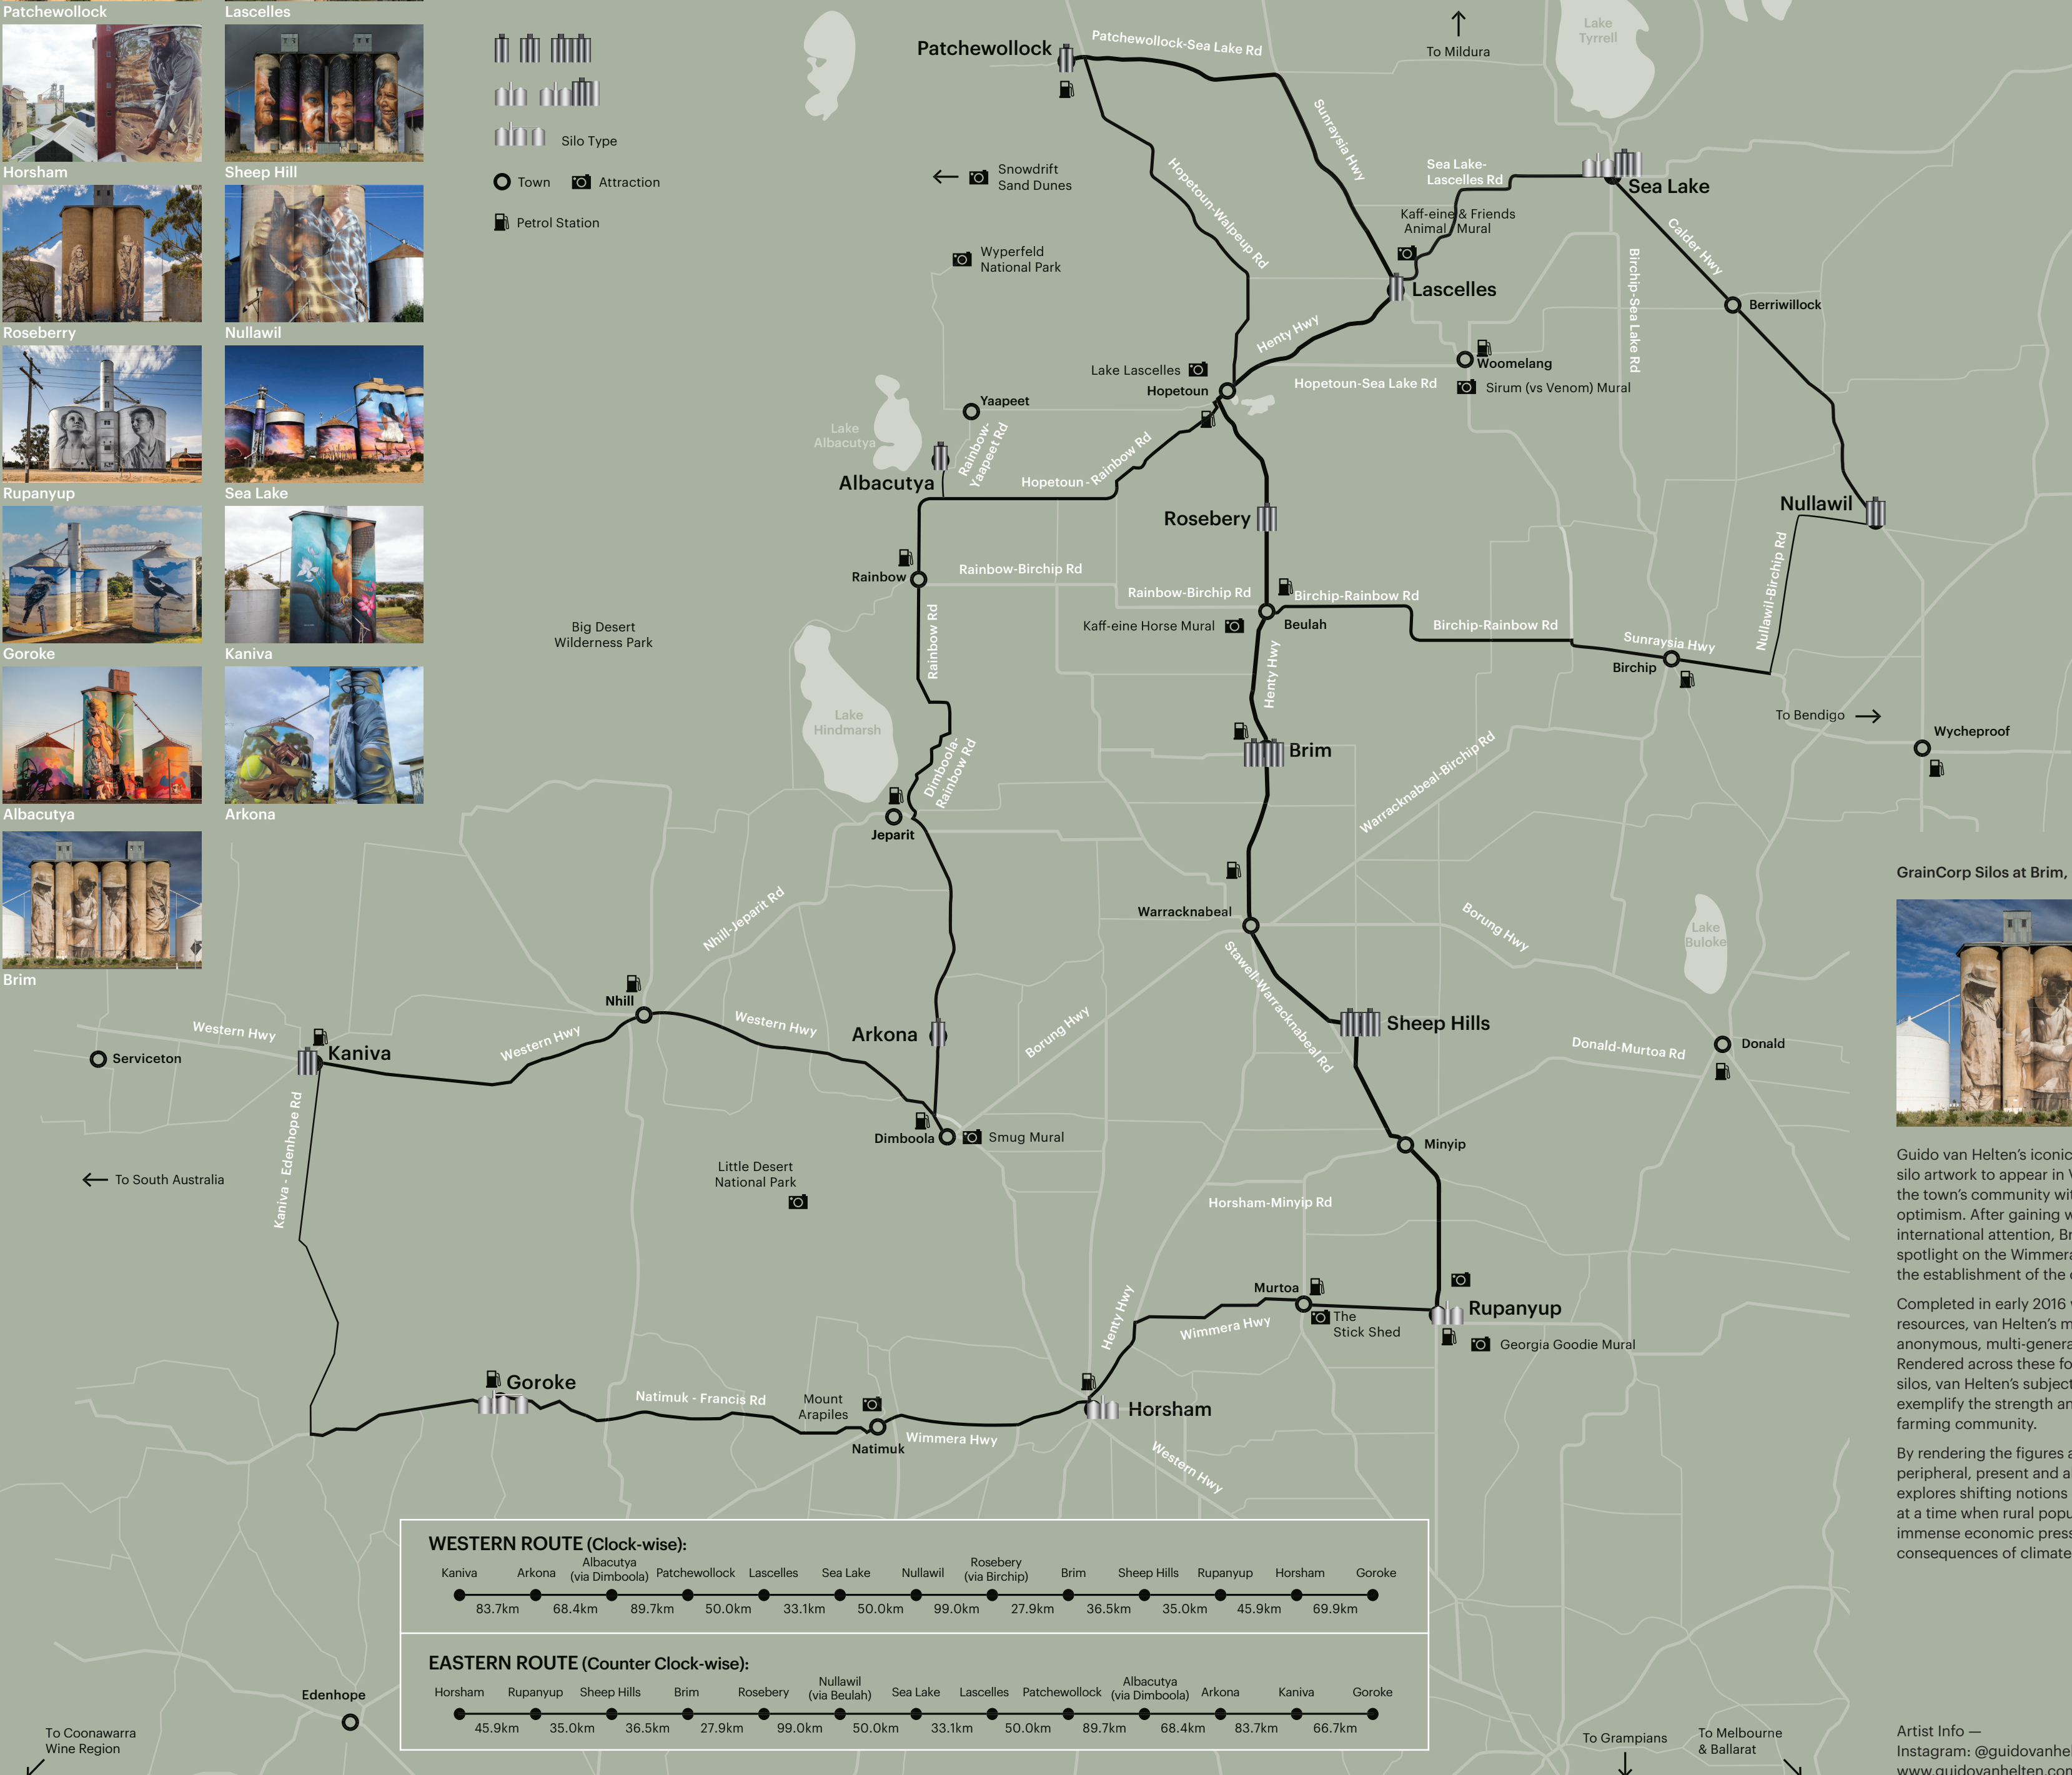 Patchewollock
Lascelles
Horsham
Sheep Hill
Roseberry
Nullawil
Rupanyup
Sea Lake
Goroke
Kaniva
Albacutya
Arkona
Brim
Silo Type
Town
Attraction
Petrol Station
Patchewollock
Patchewollock-Sea Lake Rd
To Mildura
Lake
Tyrrell
Sunraysia Hwy
Snowdrift
Sand Dunes
Hopetoun-Walpeup Rd
Sea Lake-
Lascelles Rd
Sea Lake
Kaff-eine & Friends
Animal Mural
Calder Hwy
Wyperfeld
National Park
Lascelles
Birchip-Sea Lake Rd
Berriwillock
Henty Hwy
Woomelang
Lake Lascelles
Hopetoun
Hopetoun-Sea Lake Rd
Sirum (vs Venom) Mural
Yaapeet
Lake
Albacutya
Rainbow-
Yaapeet Rd
Hopetoun-Rainbow Rd
Albacutya
Nullawil
Rosebery
Nullawil-Birchip Rd
Rainbow
Rainbow-Birchip Rd
Rainbow-Birchip Rd
Birchip-Rainbow Rd
Kaff-eine Horse Mural
Beulah
Birchip-Rainbow Rd
Sunraysia Hwy
Birchip
Big Desert
Wilderness Park
Rainbow Rd
Henty Hwy
Lake
Hindmarsh
To Bendigo
Wycheproof
Brim
Dimboola-
Rainbow Rd
Warracknabeal-Birchip Rd
Jeparit
GrainCorp Silos at Brim,
Nhill-Jeparit Rd
Warracknabeal
Borung Hwy
Lake
Buloke
Stawell-Warracknabeal Rd
Nhill
Western Hwy
Western Hwy
Western Hwy
Serviceton
Kaniva
Arkona
Borung Hwy
Sheep Hills
Donald-Murtoa Rd
Donald
Dimboola
Smug Mural
Minyip
Kaniva - Edenhope Rd
To South Australia
Little Desert
National Park
Horsham-Minyip Rd
Guido van Helten's iconic
silo artwork to appear in V
the town's community wit
optimism. After gaining w
international attention, Br
spotlight on the Wimmera
the establishment of the
Murtoa
The
Stick Shed
Rupanyup
Georgia Goodie Mural
Henty Hwy
Wimmera Hwy
Completed in early 2016
resources, van Helten's m
anonymous, multi-genera
Rendered across these fo
silos, van Helten's subject
exemplify the strength an
farming community.
Goroke
Natimuk - Francis Rd
Mount
Arapiles
Natimuk
Wimmera Hwy
Horsham
Western Hwy
By rendering the figures a
peripheral, present and a
explores shifting notions
at a time when rural popu
immense economic press
consequences of climate
WESTERN ROUTE (Clock-wise):
Kaniva Arkona Albacutya (via Dimboola) Patchewollock Lascelles Sea Lake Nullawil Rosebery (via Birchip) Brim Sheep Hills Rupanyup Horsham Goroke
83.7km 68.4km 89.7km 50.0km 33.1km 50.0km 99.0km 27.9km 36.5km 35.0km 45.9km 69.9km
EASTERN ROUTE (Counter Clock-wise):
Horsham Rupanyup Sheep Hills Brim Rosebery Nullawil (via Beulah) Sea Lake Lascelles Patchewollock Albacutya (via Dimboola) Arkona Kaniva Goroke
45.9km 35.0km 36.5km 27.9km 99.0km 50.0km 33.1km 50.0km 89.7km 68.4km 83.7km 66.7km
Edenhope
To Coonawarra
Wine Region
To Grampians
To Melbourne
& Ballarat
Artist Info —
Instagram: @guidovanhel
www.guidovanhelten.com